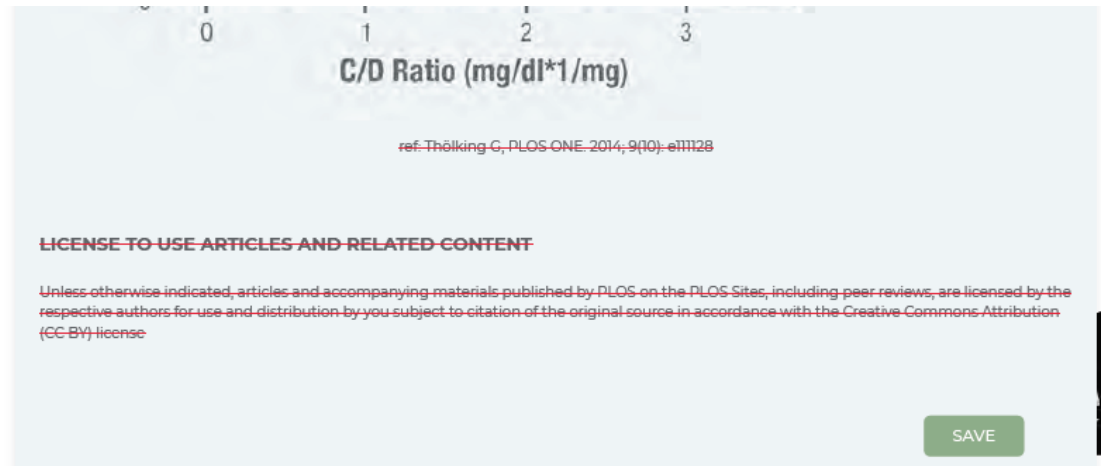 0 1 2 3
C/D Ratio (mg/dl*1/mg)
ref: Thölking G, PLOS ONE. 2014; 9(10): e111128
LICENSE TO USE ARTICLES AND RELATED CONTENT
Unless otherwise indicated, articles and accompanying materials published by PLOS on the PLOS Sites, including peer reviews, are licensed by the
respective authors for use and distribution by you subject to citation of the original source in accordance with the Creative Commons Attribution
(CC BY) license
SAVE